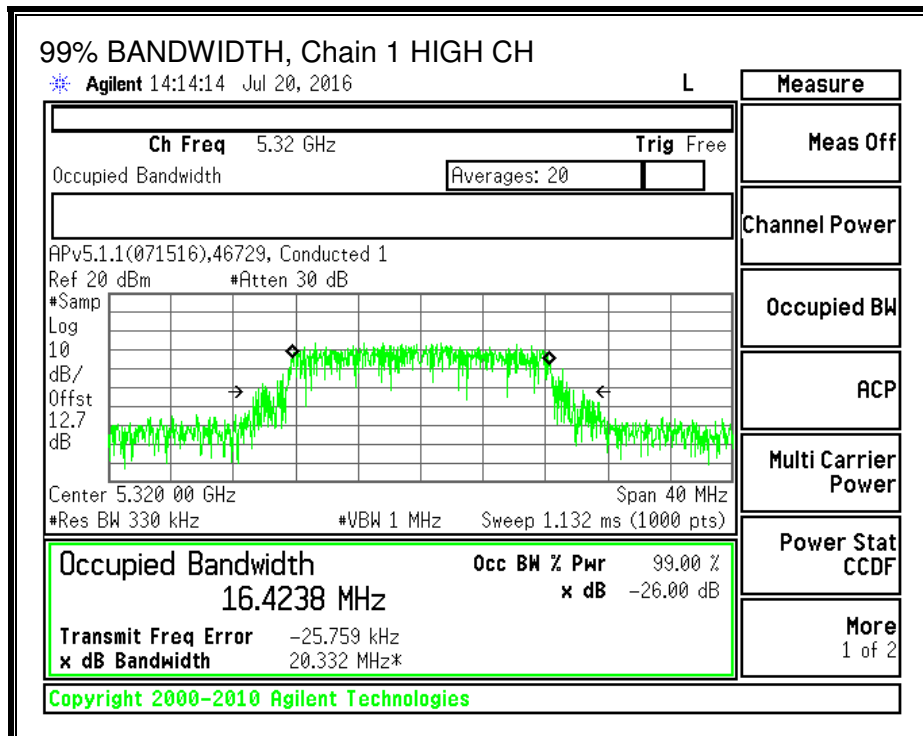 99% BANDWIDTH, Chain 1 HIGH CH
Agilent 14:14:14 Jul 20, 2016 L
Measure
Ch Freq 5.32 GHz Trig Free
Meas Off
Occupied Bandwidth Averages: 20
Channel Power
APv5.1.1(071516),46729, Conducted 1
Ref 20 dBm #Atten 30 dB
#Samp
Log
10
dB/
Offst
12.7
dB
Occupied BW
ACP
Multi Carrier
Power
Center 5.320 00 GHz Span 40 MHz
#Res BW 330 kHz #VBW 1 MHz Sweep 1.132 ms (1000 pts)
Power Stat
CCDF
Occupied Bandwidth Occ BW % Pwr 99.00 %
16.4238 MHz x dB -26.00 dB
Transmit Freq Error -25.759 kHz
x dB Bandwidth 20.332 MHz*
More
1 of 2
Copyright 2000-2010 Agilent Technologies